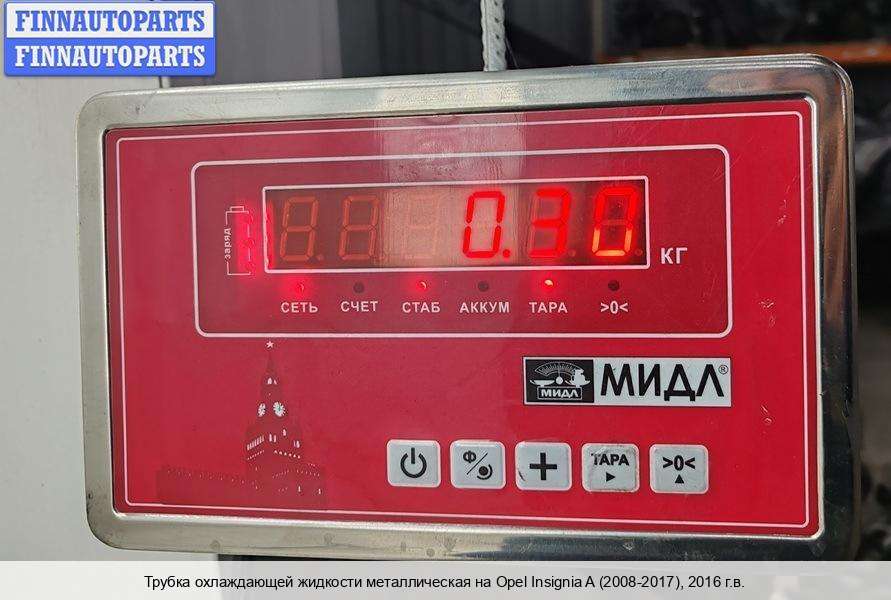 FINNAUTOPARTS
FINNAUTOPARTS
заряд
0.30
КГ
СЕТЬ СЧЕТ СТАБ АККУМ ТАРА >0<
МИДЛ МИДЛ®
Ф/ + ТАРА >0<
Трубка охлаждающей жидкости металлическая на Opel Insignia A (2008-2017), 2016 г.в.